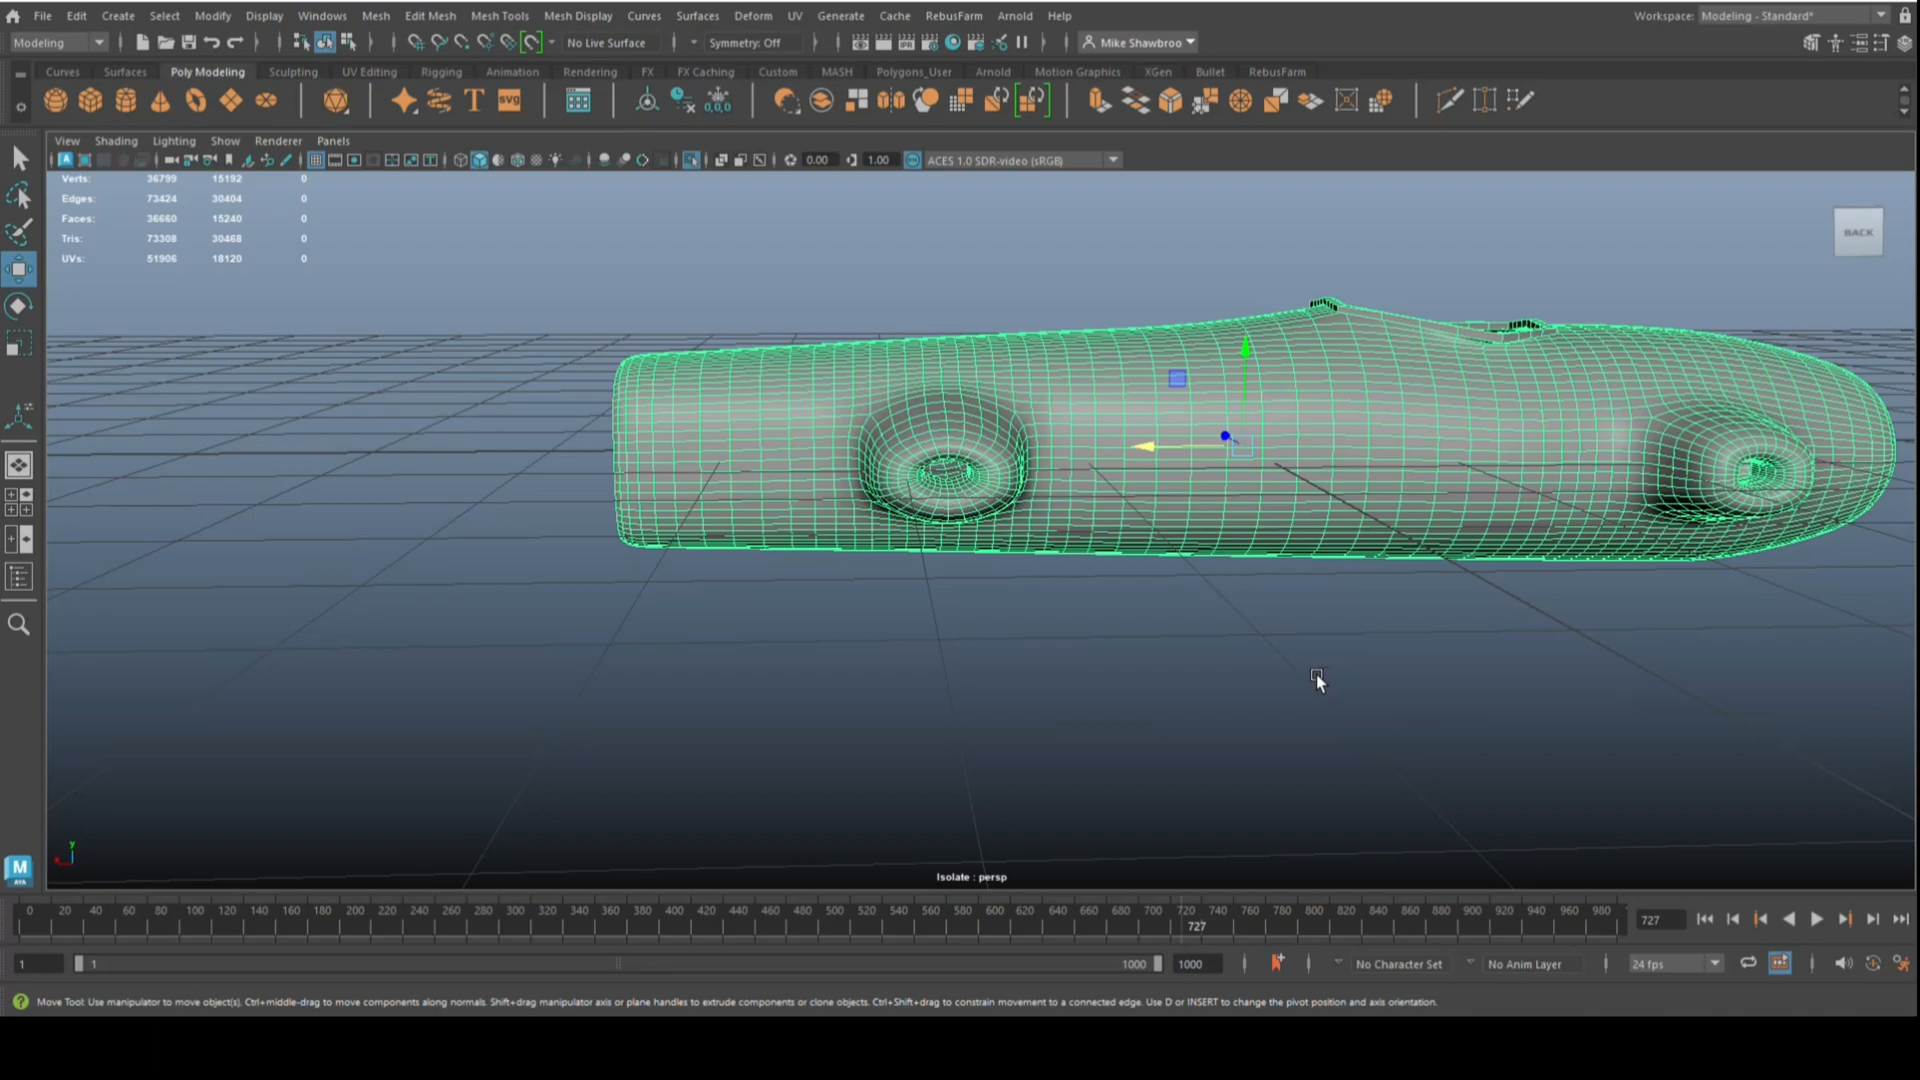 File Edit Create Select Modify Display Windows Mesh Edit Mesh Mesh Tools Mesh Display Curves Surfaces Deform UV Generate Cache RebusFarm Arnold Help Workspace: Modeling - Standard*
Modeling No Live Surface Symmetry: Off Mike Shawbroo
Curves Surfaces Poly Modeling Sculpting UV Editing Rigging Animation Rendering FX FX Caching Custom MASH Polygons_User Arnold Motion Graphics XGen Bullet RebusFarm
T SVG 0,0,0
View Shading Lighting Show Renderer Panels
0.00 1.00 ACES 1.0 SDR-video (sRGB)
Verts: 36799 15192 0
Edges: 73424 30404 0
Faces: 36660 15240 0
Tris: 73308 30468 0
UVs: 51906 18120 0
BACK
y
x
Isolate : persp
M
AYA
0 20 40 60 80 100 120 140 160 180 200 220 240 260 280 300 320 340 360 380 400 420 440 460 480 500 520 540 560 580 600 620 640 660 680 700 720 740 760 780 800 820 840 860 880 900 920 940 960 980
727 727
1 1 1000 1000 No Character Set No Anim Layer 24 fps
Move Tool: Use manipulator to move object(s). Ctrl+middle-drag to move components along normals. Shift+drag manipulator axis or plane handles to extrude components or clone objects. Ctrl+Shift+drag to constrain movement to a connected edge. Use D or INSERT to change the pivot position and axis orientation.